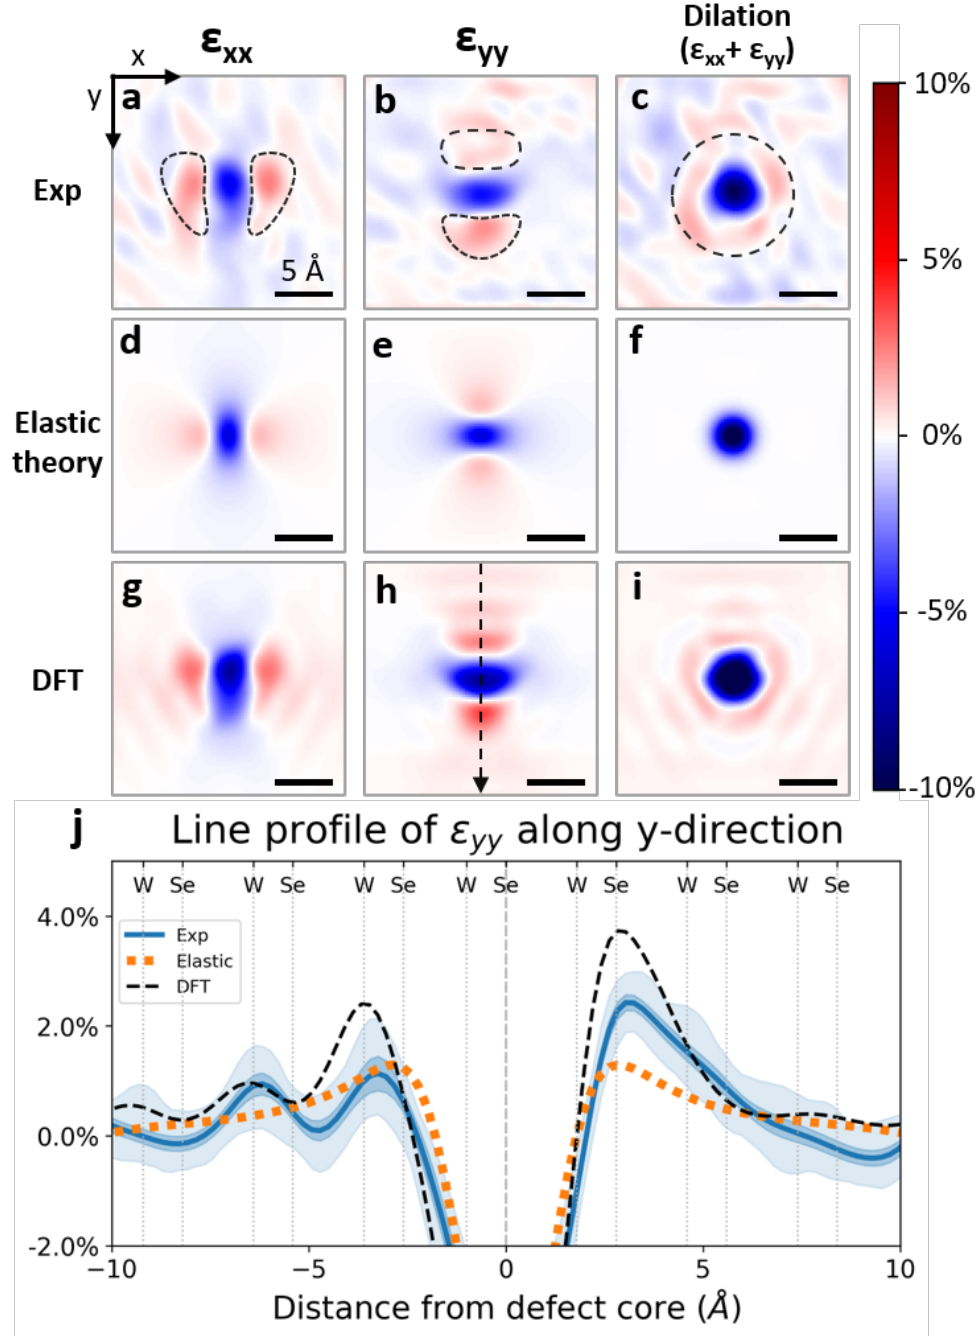 εxx
εyy
Dilation
(εxx+ εyy)
x
y
a
b
c
10%
Exp
5 Å
5%
d
e
f
Elastic
theory
0%
g
h
i
-5%
DFT
-10%
j
Line profile of εyy along y-direction
W Se W Se W Se W Se W Se W Se W Se
4.0%
Exp
Elastic
DFT
2.0%
0.0%
-2.0%
−10 −5 0 5 10
Distance from defect core (Å)